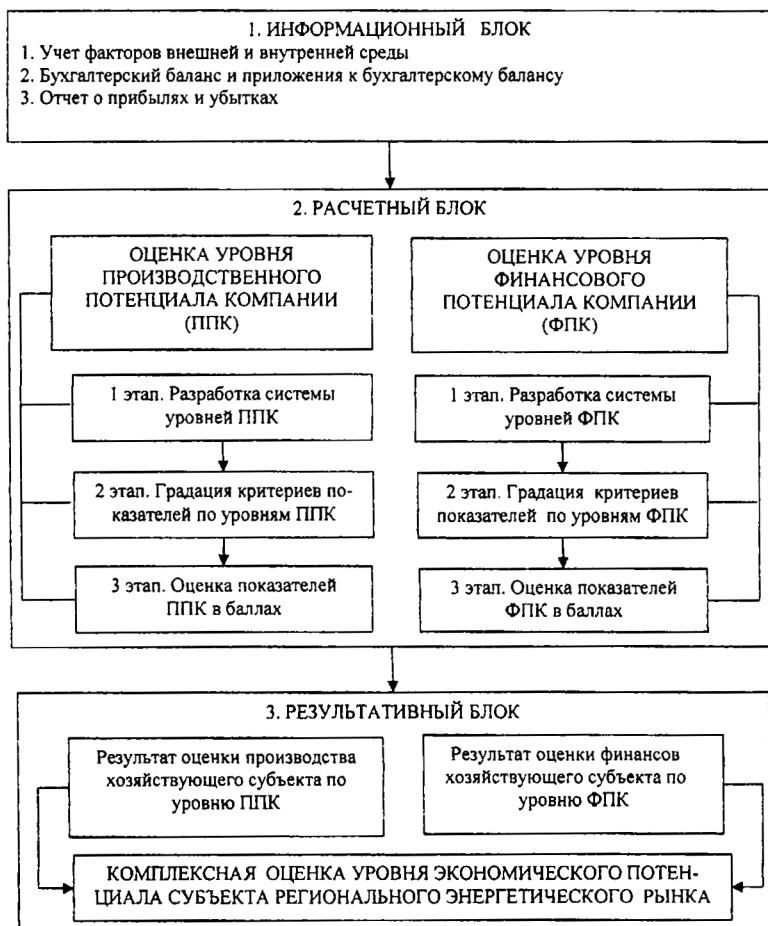 1. ИНФОРМАЦИОННЫЙ БЛОК
1. Учет факторов внешней и внутренней среды
2. Бухгалтерский баланс и приложения к бухгалтерскому балансу
3. Отчет о прибылях и убытках
2. РАСЧЕТНЫЙ БЛОК
ОЦЕНКА УРОВНЯ
ПРОИЗВОДСТВЕННОГО
ПОТЕНЦИАЛА КОМПАНИИ
(ППК)
ОЦЕНКА УРОВНЯ
ФИНАНСОВОГО
ПОТЕНЦИАЛА КОМПАНИИ
(ФПК)
1 этап. Разработка системы
уровней ППК
1 этап. Разработка системы
уровней ФПК
2 этап. Градация критериев по-
казателей по уровням ППК
2 этап. Градация критериев
показателей по уровням ФПК
3 этап. Оценка показателей
ППК в баллах
3 этап. Оценка показателей
ФПК в баллах
3. РЕЗУЛЬТАТИВНЫЙ БЛОК
Результат оценки производства
хозяйствующего субъекта по
уровню ППК
Результат оценки финансов
хозяйствующего субъекта по
уровню ФПК
КОМПЛЕКСНАЯ ОЦЕНКА УРОВНЯ ЭКОНОМИЧЕСКОГО ПОТЕН-
ЦИАЛА СУБЪЕКТА РЕГИОНАЛЬНОГО ЭНЕРГЕТИЧЕСКОГО РЫНКА